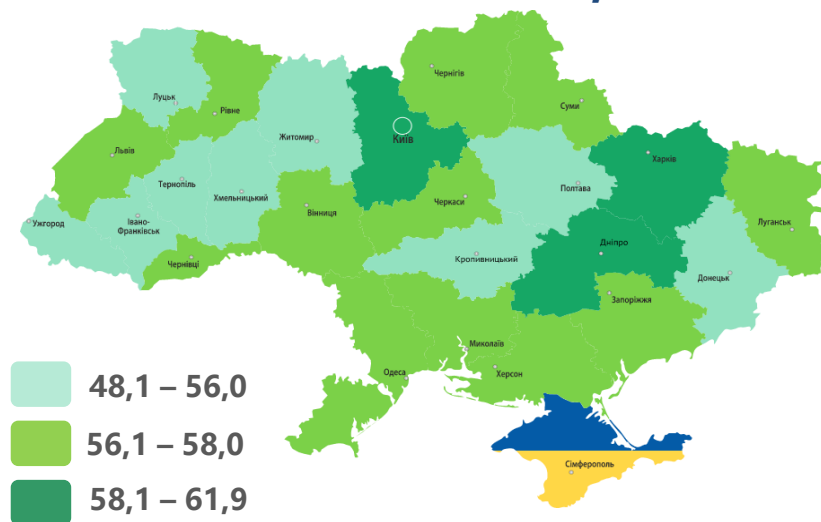 Чернігів
Луцьк
Рівне
Суми
Житомир
Київ
Львів
Харків
Тернопіль
Хмельницький
Полтава
Черкаси
Ужгород
Івано-
Франківськ
Вінниця
Луганськ
Чернівці
Кропивницький
Дніпро
Донецьк
Запоріжжя
Миколаїв
Одеса
Херсон
Сімферополь
48,1 – 56,0
56,1 – 58,0
58,1 – 61,9